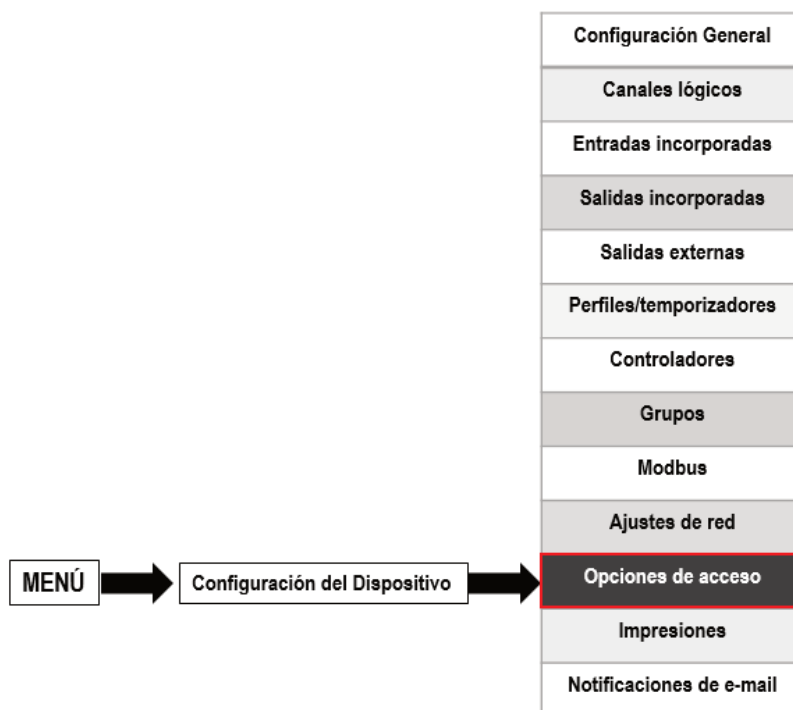 Configuración General
Canales lógicos
Entradas incorporadas
Salidas incorporadas
Salidas externas
Perfiles/temporizadores
Controladores
Grupos
Modbus
Ajustes de red
MENÚ
Configuración del Dispositivo
Opciones de acceso
Impresiones
Notificaciones de e-mail